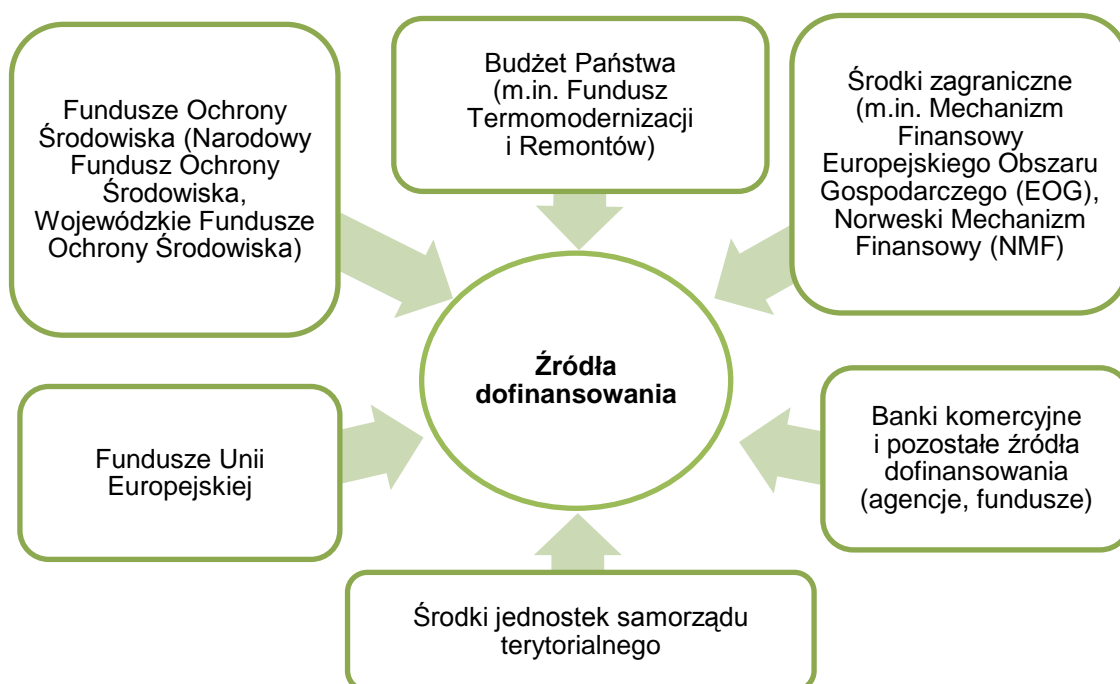 Fundusze Ochrony
Środowiska (Narodowy
Fundusz Ochrony
Środowiska,
Wojewódzkie Fundusze
Ochrony Środowiska)
Budżet Państwa
(m.in. Fundusz
Termomodernizacji
i Remontów)
Środki zagraniczne
(m.in. Mechanizm
Finansowy
Europejskiego Obszaru
Gospodarczego (EOG),
Norweski Mechanizm
Finansowy (NMF)
Źródła
dofinansowania
Fundusze Unii
Europejskiej
Banki komercyjne
i pozostałe źródła
dofinansowania
(agencje, fundusze)
Środki jednostek samorządu
terytorialnego